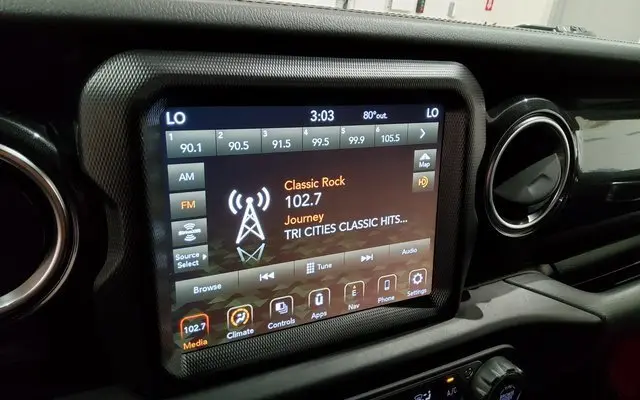 LO 3:03 80°out. LO
1 2 3 4 5 6
90.1 90.5 91.5 99.5 99.9 105.5
AM
FM
Source
Select
Classic Rock
102.7
Journey
TRI CITIES CLASSIC HITS...
Map
Browse Tune Audio
102.7
Media Climate Controls Apps Nav Phone Settings
E
A/C